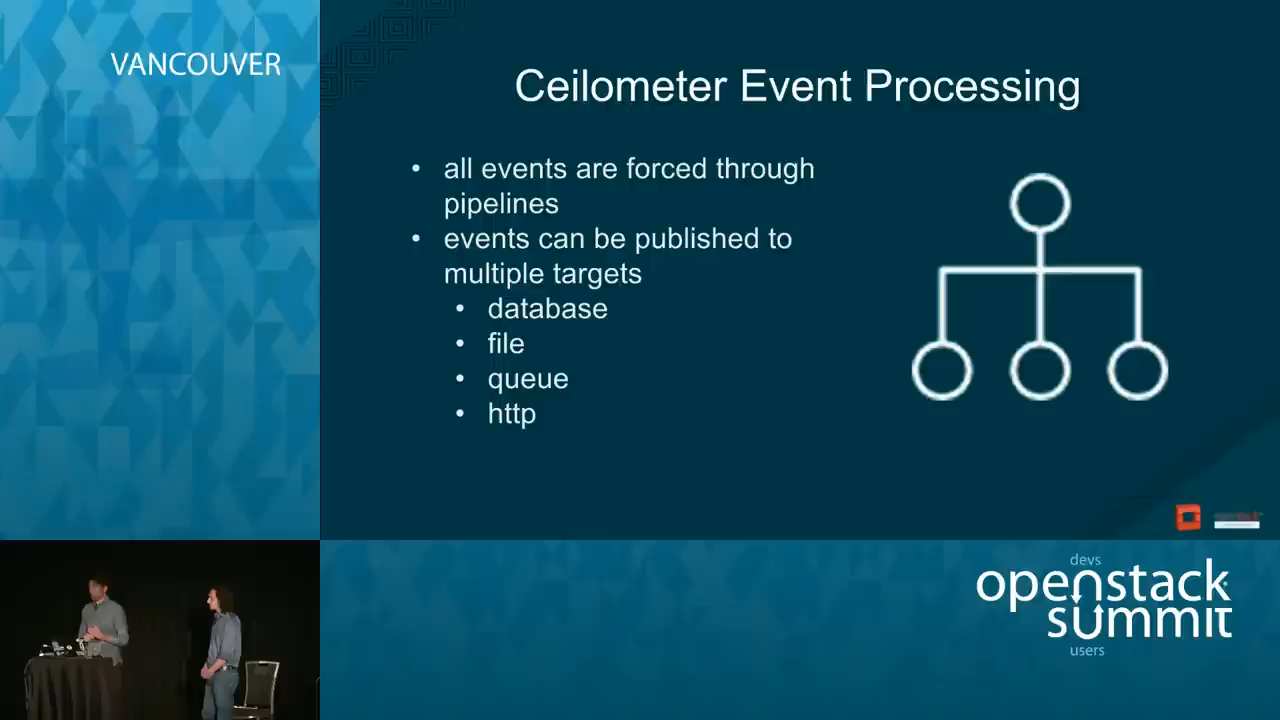 VANCOUVER
Ceilometer Event Processing
• all events are forced through
pipelines
• events can be published to
multiple targets
• database
• file
• queue
• http
devs
openstack
summit
users